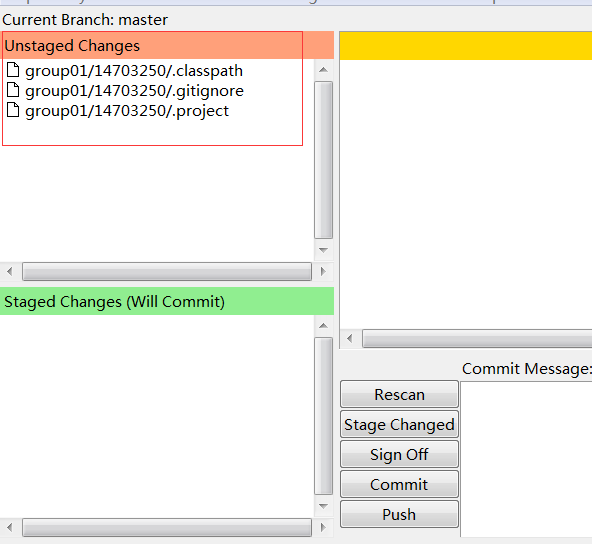 Current Branch: master
Unstaged Changes
group01/14703250/.classpath
group01/14703250/.gitignore
group01/14703250/.project
Staged Changes (Will Commit)
Commit Message:
Rescan
Stage Changed
Sign Off
Commit
Push